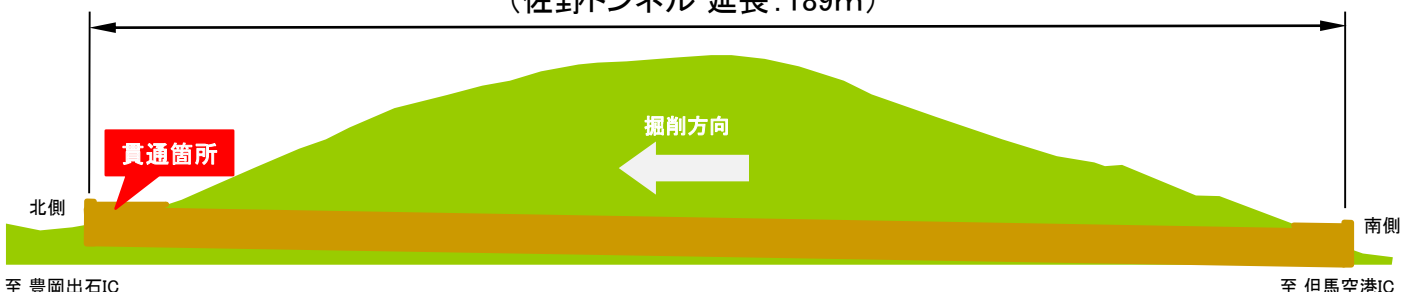 (佐野トンネル 延長:189m)
掘削方向
貫通箇所
北側
南側
至 豊岡出石IC
至 但馬空港IC